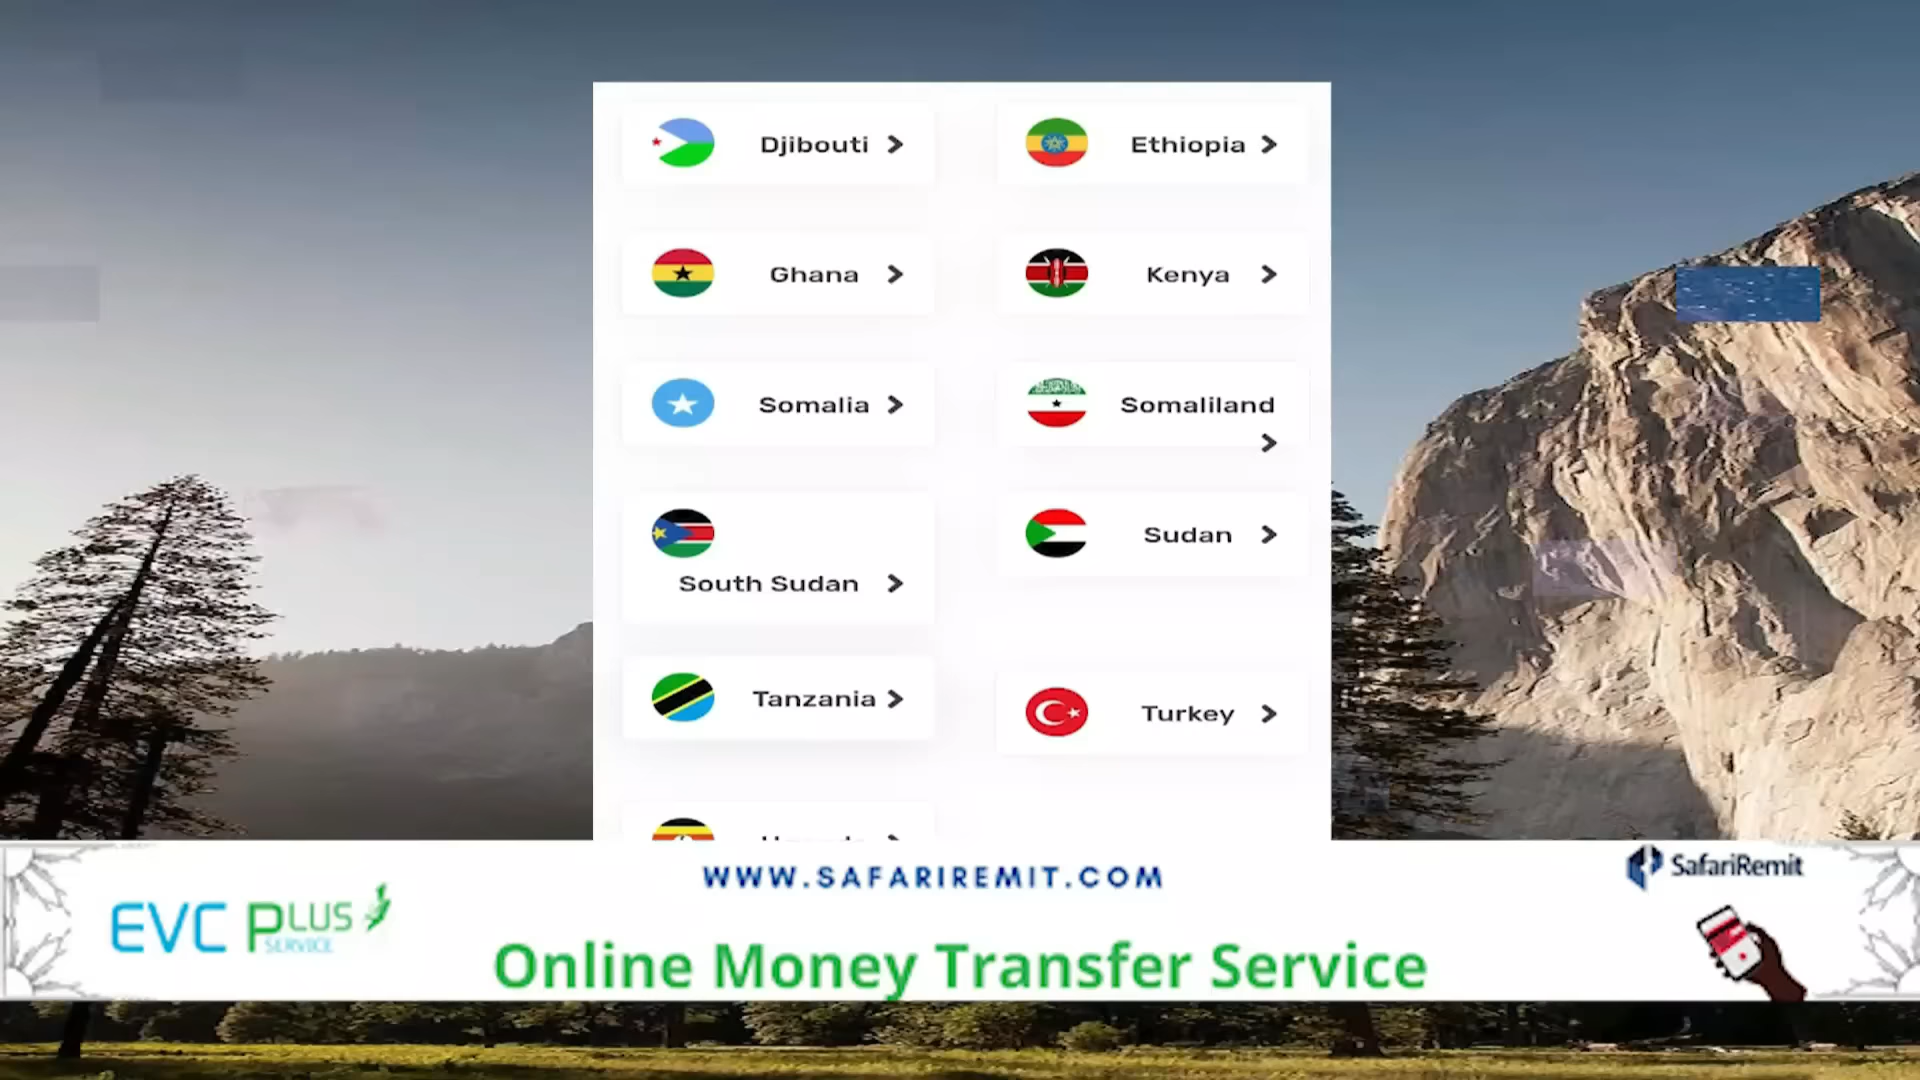 Djibouti
Ethiopia
Ghana
Kenya
Somalia
Somaliland
South Sudan
Sudan
Tanzania
Turkey
WWW.SAFARIREMIT.COM
SafariRemit
EVC PLUS
SERVICE
Online Money Transfer Service